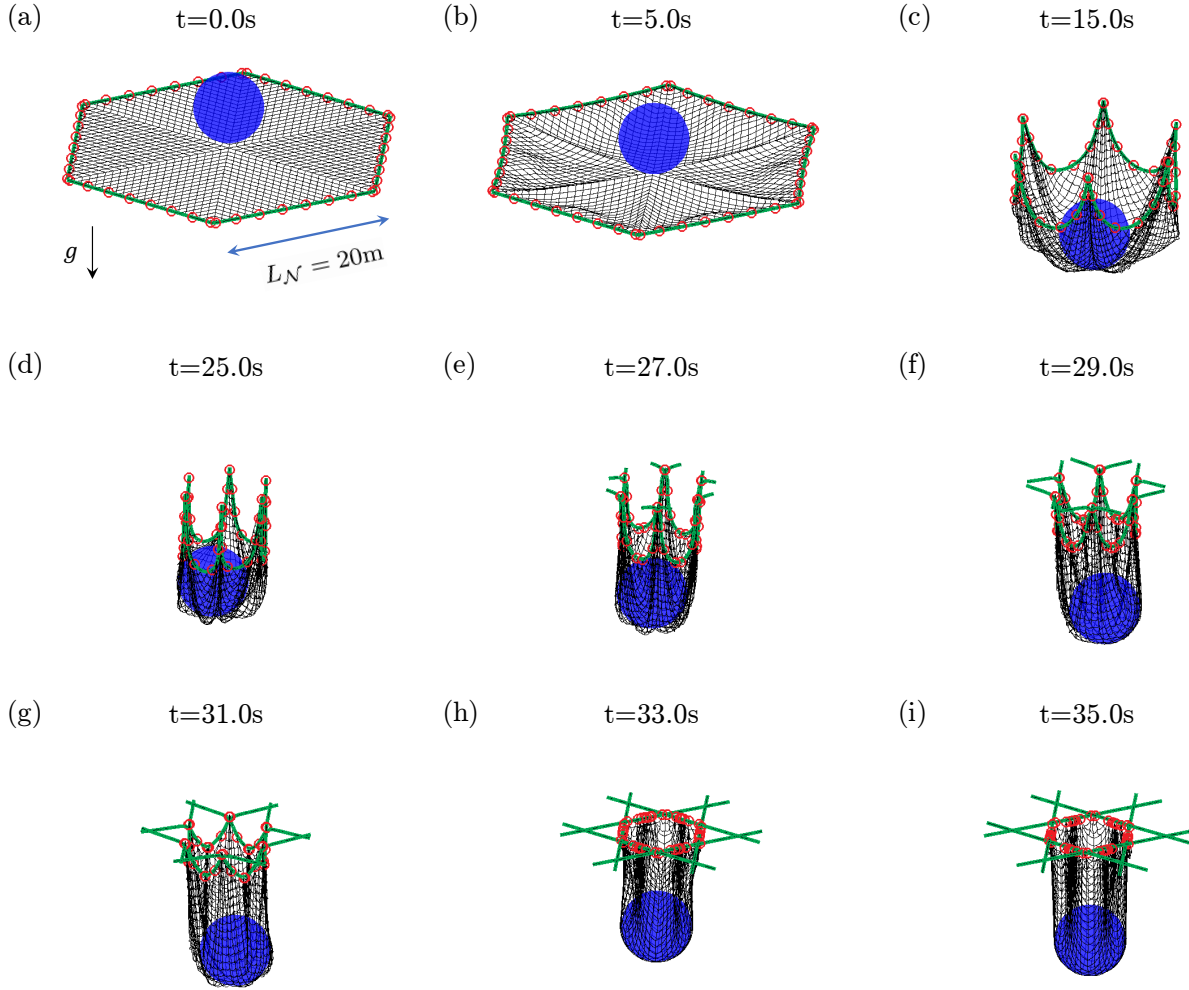 (a) t=0.0s
(b) t=5.0s
(c) t=15.0s
g
L_𝒩 = 20m
(d) t=25.0s
(e) t=27.0s
(f) t=29.0s
(g) t=31.0s
(h) t=33.0s
(i) t=35.0s